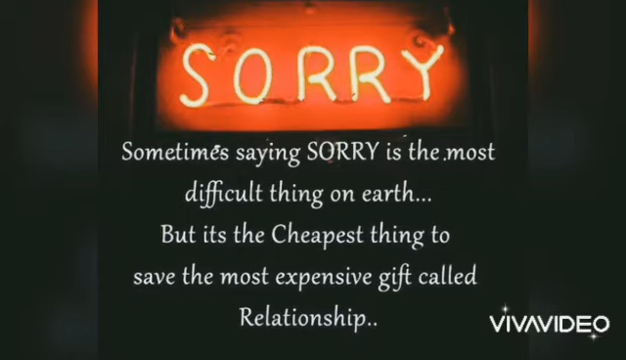 SORRY
Sometimes saying SORRY is the most
difficult thing on earth...
But its the Cheapest thing to
save the most expensive gift called
Relationship..
VIVAVIDEO